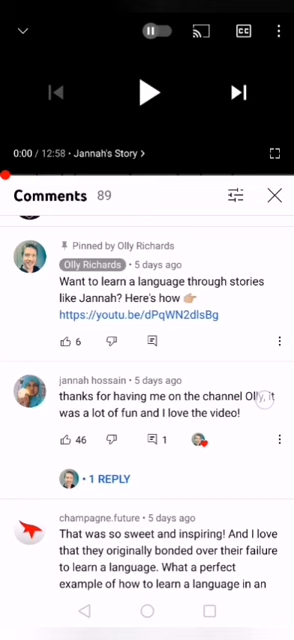 0:00 / 12:58 • Jannah's Story >
Comments 89
Pinned by Olly Richards
Olly Richards • 5 days ago
Want to learn a language through stories
like Jannah? Here's how 👉🏼
https://youtu.be/dPqWN2dlsBg
6
jannah hossain • 5 days ago
thanks for having me on the channel Olly, it
was a lot of fun and I love the video!
46 1
• 1 REPLY
champagne.future • 5 days ago
That was so sweet and inspiring! And I love
that they originally bonded over their failure
to learn a language. What a perfect
example of how to learn a language in an